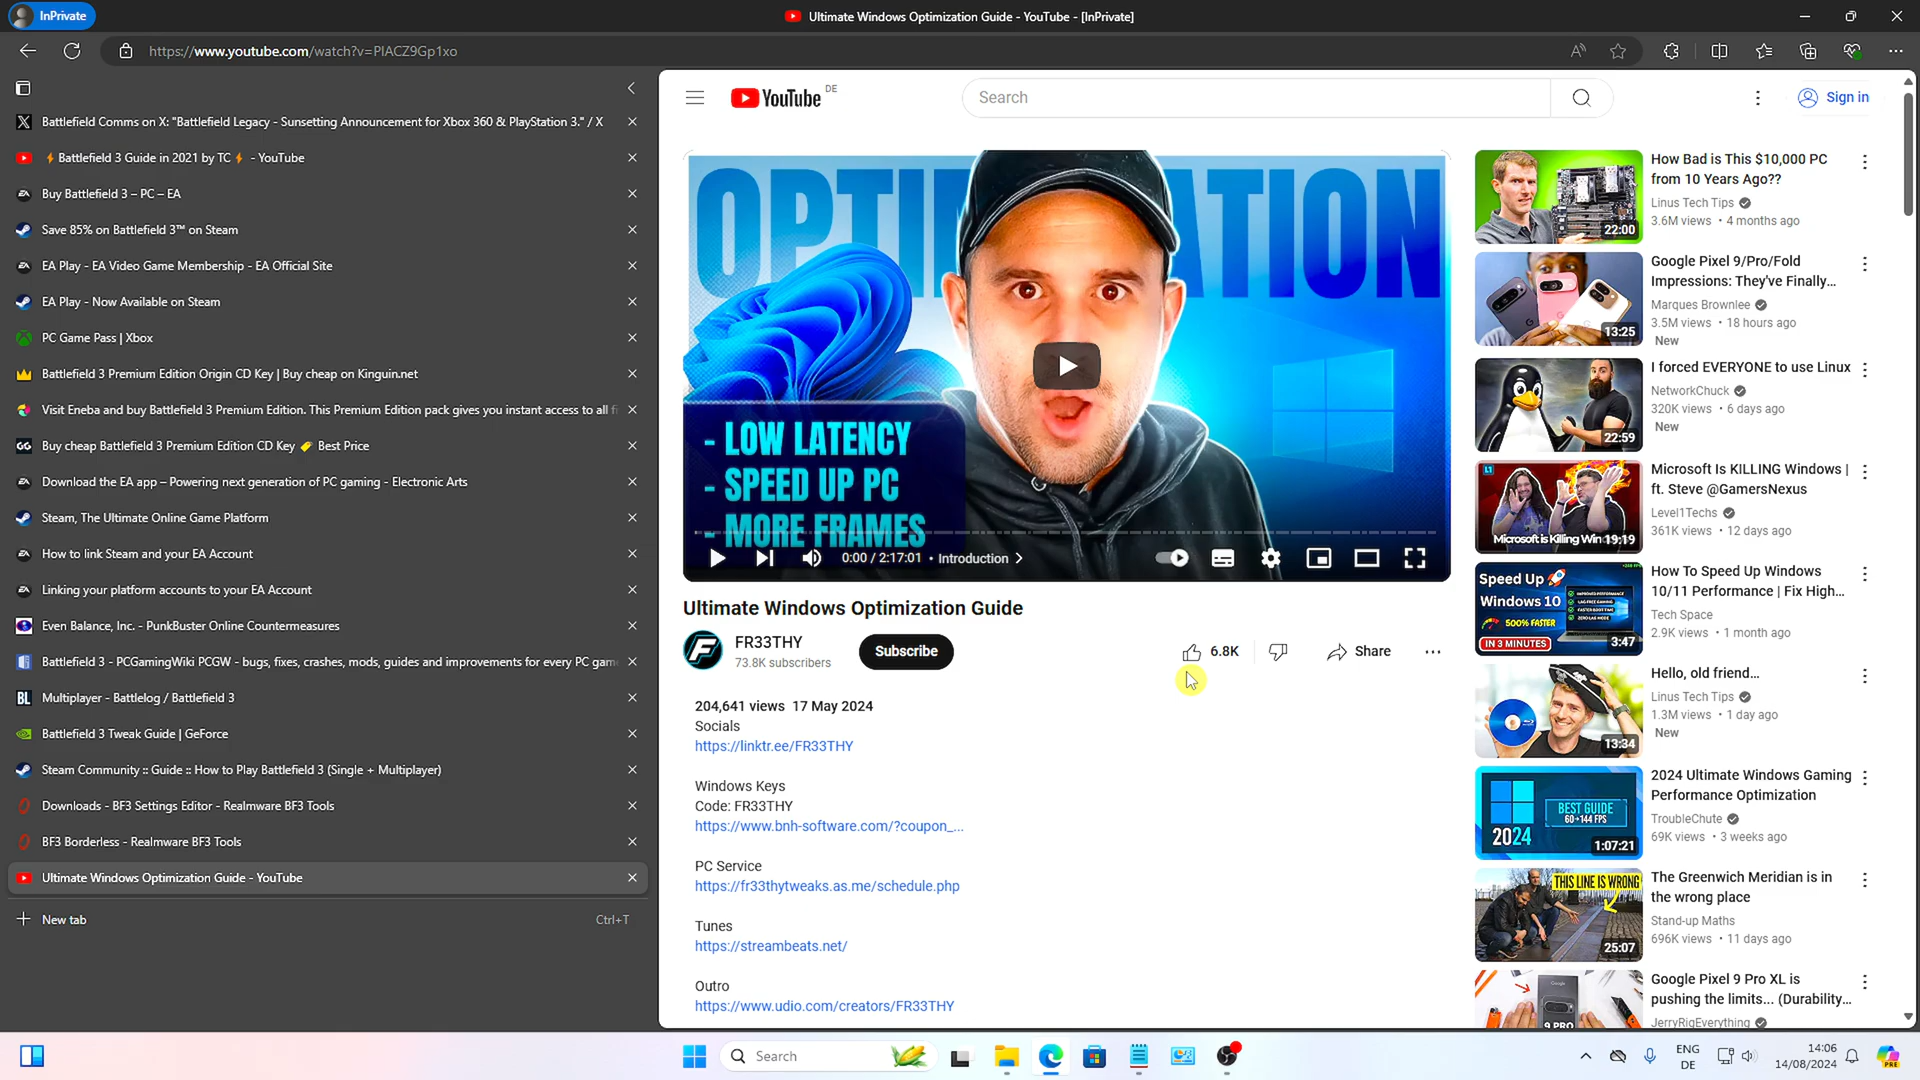 InPrivate
Ultimate Windows Optimization Guide - YouTube - [InPrivate]
https://www.youtube.com/watch?v=PlACZ9Gp1xo
Battlefield Comms on X: "Battlefield Legacy - Sunsetting Announcement for Xbox 360 & PlayStation 3." / X
⚡Battlefield 3 Guide in 2021 by TC⚡ - YouTube
Buy Battlefield 3 – PC – EA
Save 85% on Battlefield 3™ on Steam
EA Play - EA Video Game Membership - EA Official Site
EA Play - Now Available on Steam
PC Game Pass | Xbox
Battlefield 3 Premium Edition Origin CD Key | Buy cheap on Kinguin.net
Visit Eneba and buy Battlefield 3 Premium Edition. This Premium Edition pack gives you instant access to all fi
Buy cheap Battlefield 3 Premium Edition CD Key 🏷️ Best Price
Download the EA app – Powering next generation of PC gaming - Electronic Arts
Steam, The Ultimate Online Game Platform
How to link Steam and your EA Account
Linking your platform accounts to your EA Account
Even Balance, Inc. - PunkBuster Online Countermeasures
Battlefield 3 - PCGamingWiki PCGW - bugs, fixes, crashes, mods, guides and improvements for every PC gam
Multiplayer - Battlelog / Battlefield 3
Battlefield 3 Tweak Guide | GeForce
Steam Community :: Guide :: How to Play Battlefield 3 (Single + Multiplayer)
Downloads - BF3 Settings Editor - Realmware BF3 Tools
BF3 Borderless - Realmware BF3 Tools
Ultimate Windows Optimization Guide - YouTube
New tab Ctrl+T
YouTube DE
Search
Sign in
- LOW LATENCY
- SPEED UP PC
- MORE FRAMES
0:00 / 2:17:01 • Introduction
Ultimate Windows Optimization Guide
FR33THY
73.8K subscribers
Subscribe
6.8K
Share
204,641 views 17 May 2024
Socials
https://linktr.ee/FR33THY
Windows Keys
Code: FR33THY
https://www.bnh-software.com/?coupon_...
PC Service
https://fr33thytweaks.as.me/schedule.php
Tunes
https://streambeats.net/
Outro
https://www.udio.com/creators/FR33THY
22:00
How Bad is This $10,000 PC
from 10 Years Ago??
Linus Tech Tips
3.6M views • 4 months ago
13:25
Google Pixel 9/Pro/Fold
Impressions: They've Finally...
Marques Brownlee
3.5M views • 18 hours ago
New
22:59
I forced EVERYONE to use Linux
NetworkChuck
320K views • 6 days ago
New
Microsoft is Killing Win
19:19
Microsoft Is KILLING Windows |
ft. Steve @GamersNexus
Level1Techs
361K views • 12 days ago
Speed Up
Windows 10
500% FASTER
IN 3 MINUTES
3:47
How To Speed Up Windows
10/11 Performance | Fix High...
Tech Space
2.9K views • 1 month ago
13:34
Hello, old friend...
Linus Tech Tips
1.3M views • 1 day ago
New
BEST GUIDE
2024
1:07:21
2024 Ultimate Windows Gaming
Performance Optimization
TroubleChute
69K views • 3 weeks ago
THIS LINE IS WRONG
25:07
The Greenwich Meridian is in
the wrong place
Stand-up Maths
696K views • 11 days ago
9 PRO
Google Pixel 9 Pro XL is
pushing the limits... (Durability...
JerryRigEverything
Search
ENG
DE
14:06
14/08/2024